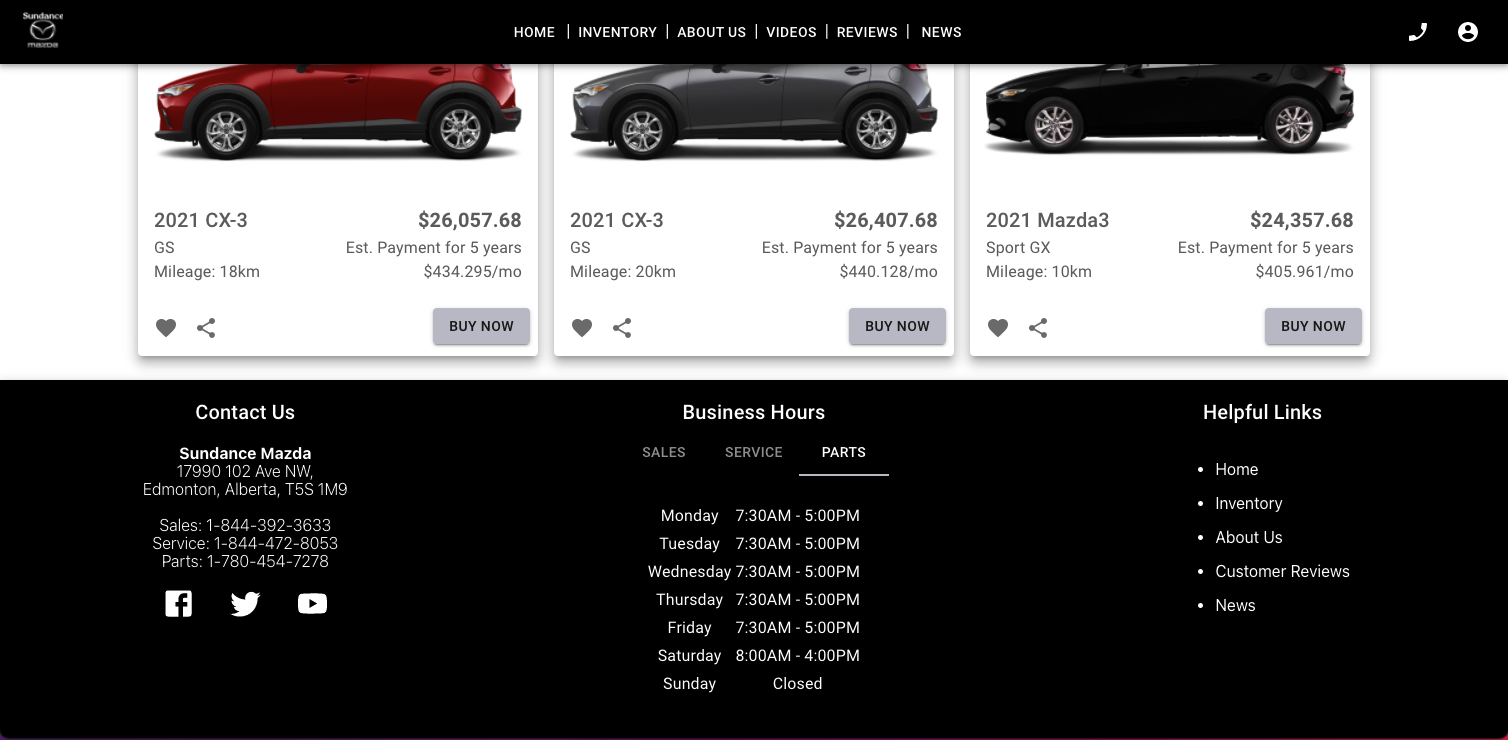 Sundance
mazda
HOME | INVENTORY | ABOUT US | VIDEOS | REVIEWS | NEWS
2021 CX-3 $26,057.68
GS Est. Payment for 5 years
Mileage: 18km $434.295/mo
BUY NOW
2021 CX-3 $26,407.68
GS Est. Payment for 5 years
Mileage: 20km $440.128/mo
BUY NOW
2021 Mazda3 $24,357.68
Sport GX Est. Payment for 5 years
Mileage: 10km $405.961/mo
BUY NOW
Contact Us
Sundance Mazda
17990 102 Ave NW,
Edmonton, Alberta, T5S 1M9
Sales: 1-844-392-3633
Service: 1-844-472-8053
Parts: 1-780-454-7278
Business Hours
SALES SERVICE PARTS
Monday 7:30AM - 5:00PM
Tuesday 7:30AM - 5:00PM
Wednesday 7:30AM - 5:00PM
Thursday 7:30AM - 5:00PM
Friday 7:30AM - 5:00PM
Saturday 8:00AM - 4:00PM
Sunday Closed
Helpful Links
• Home
• Inventory
• About Us
• Customer Reviews
• News